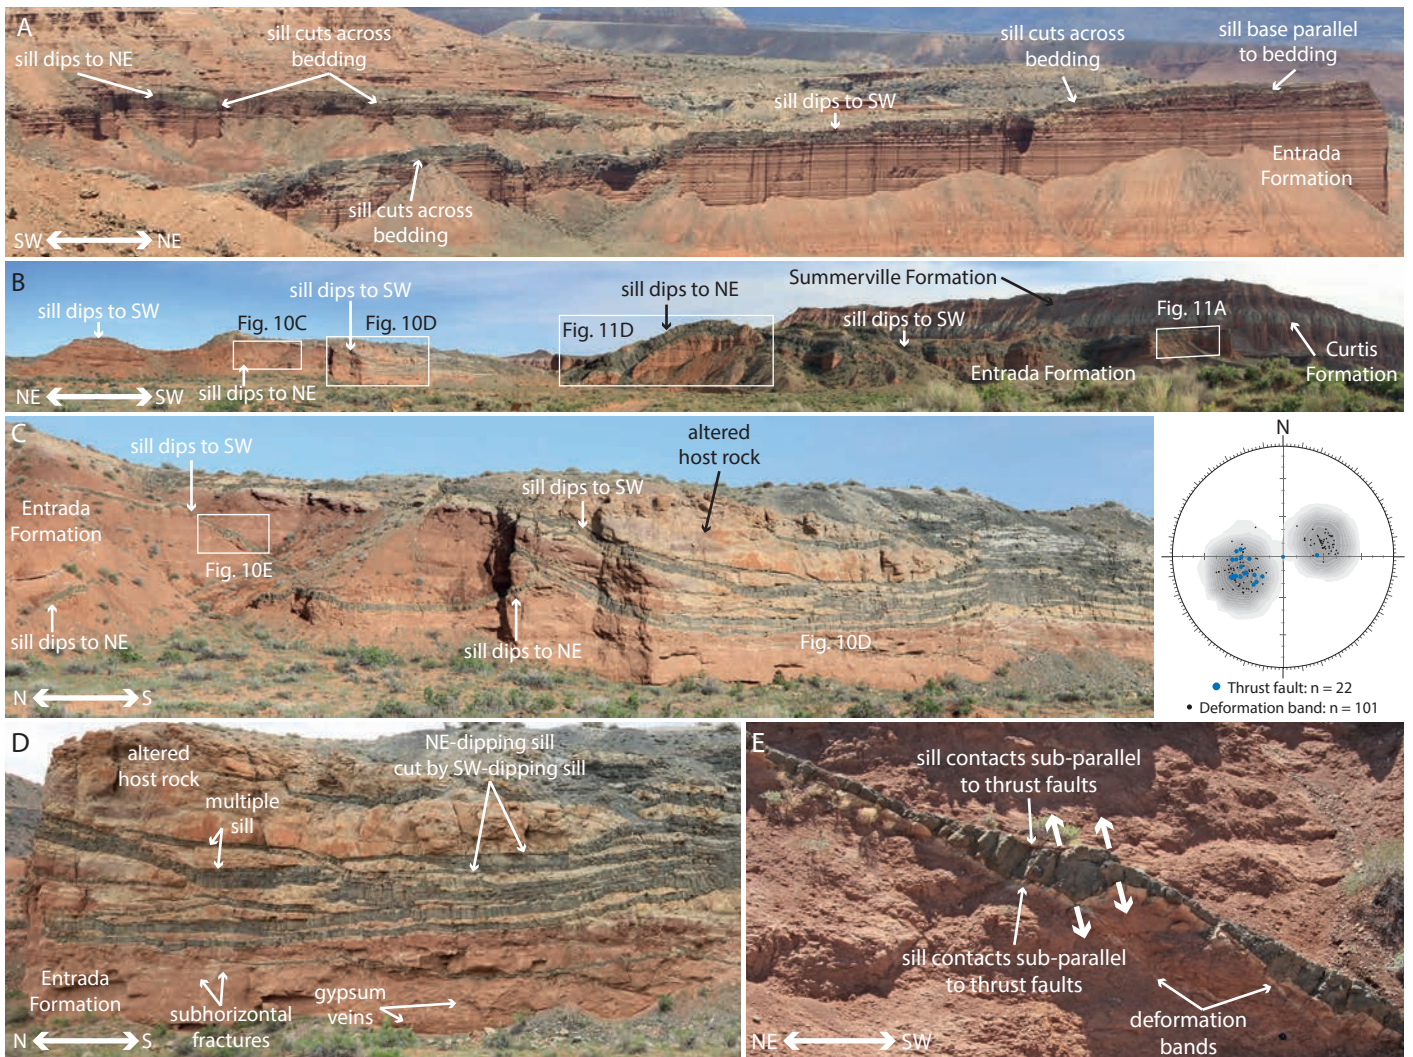 A
sill dips to NE
sill cuts across
bedding
sill dips to SW
sill cuts across
bedding
sill base parallel
to bedding
Entrada
Formation
sill cuts across
bedding
SW
NE
B
sill dips to SW
Fig. 10C
sill dips to SW
Fig. 10D
sill dips to NE
sill dips to NE
Fig. 11D
Summerville Formation
sill dips to SW
Fig. 11A
Entrada Formation
Curtis
Formation
NE
SW
C
sill dips to SW
altered
host rock
sill dips to SW
Entrada
Formation
Fig. 10E
sill dips to NE
sill dips to NE
Fig. 10D
N
S
N
Thrust fault: n = 22
Deformation band: n = 101
D
altered
host rock
NE-dipping sill
cut by SW-dipping sill
multiple
sill
Entrada
Formation
subhorizontal
fractures
gypsum
veins
N
S
E
sill contacts sub-parallel
to thrust faults
sill contacts sub-parallel
to thrust faults
deformation
bands
NE
SW